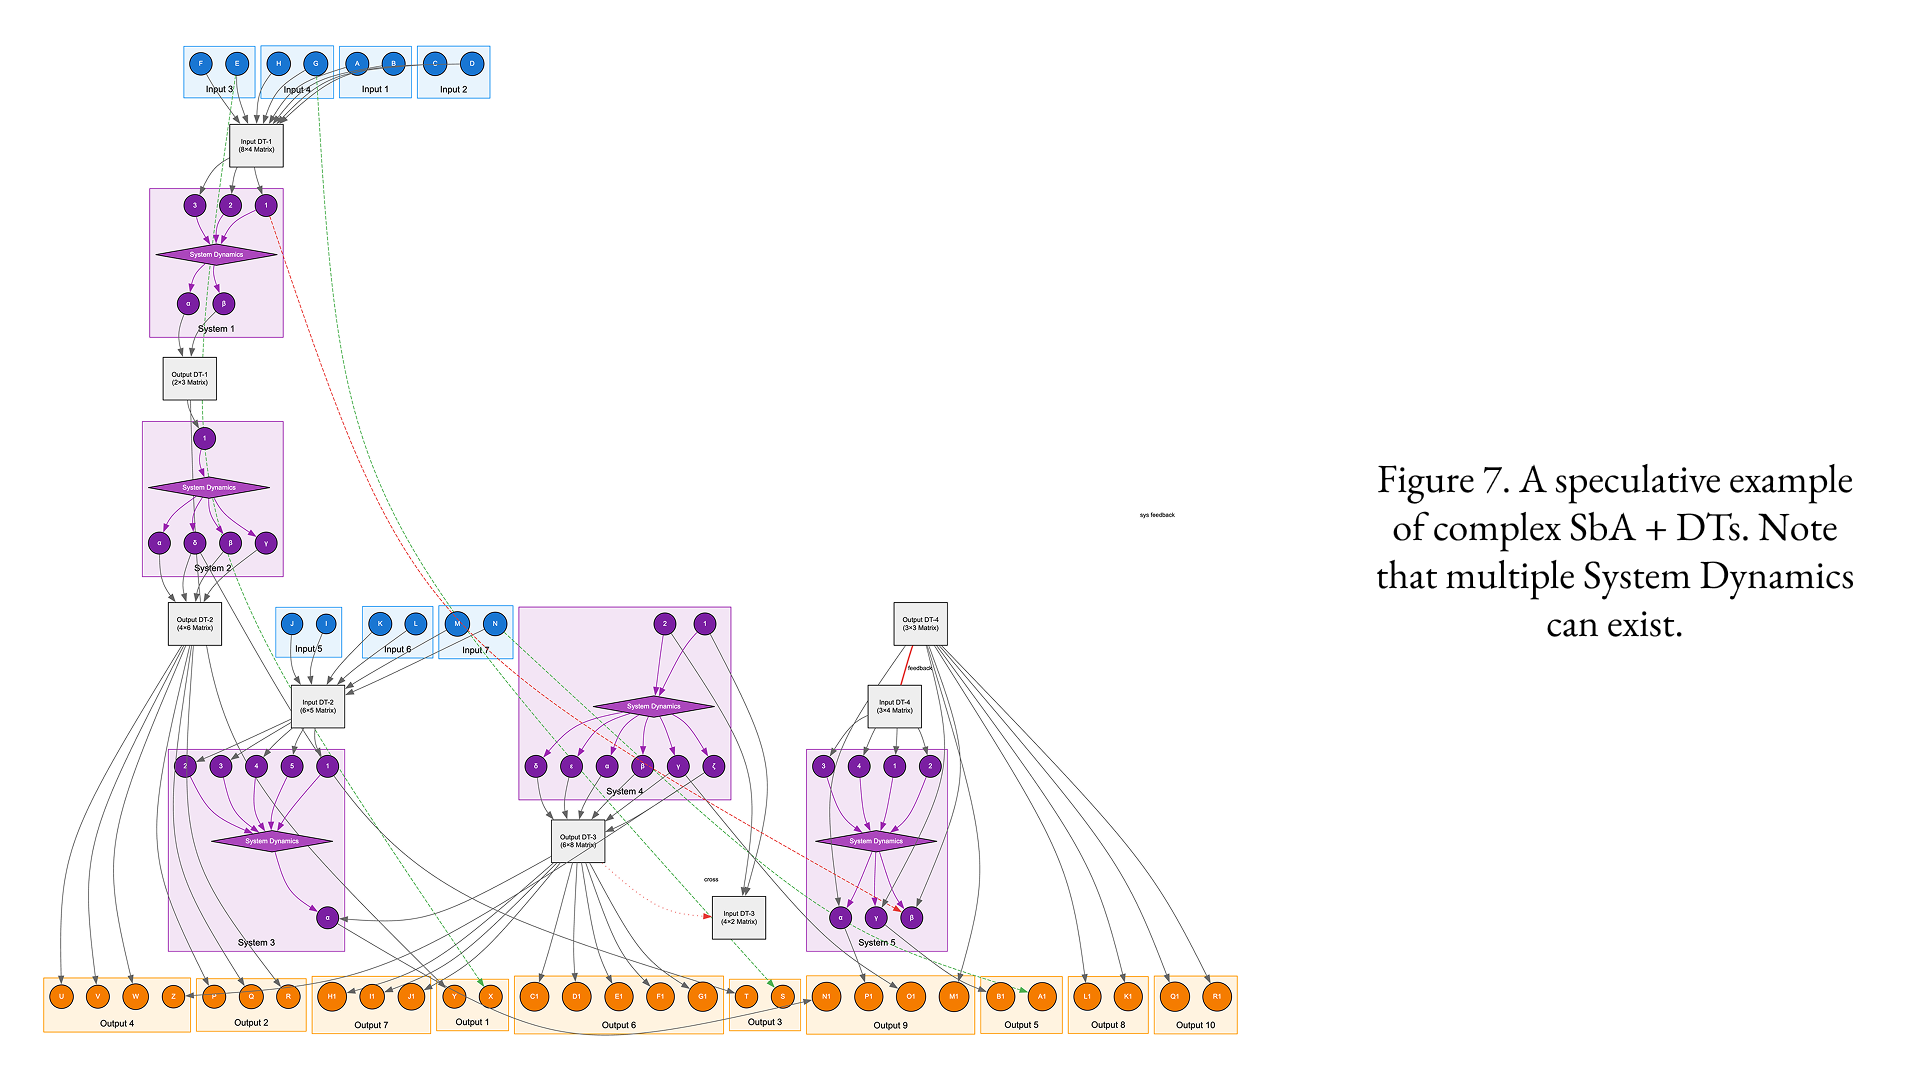 F E H G A B C D
Input 3 Input 4 Input 1 Input 2
Input DT-1
(8×4 Matrix)
3 2 1
System Dynamics
α β
System 1
Output DT-1
(2×3 Matrix)
1
System Dynamics
α δ β γ
System 2
sys feedback
Output DT-2
(4×6 Matrix)
J I K L M N
Input 5 Input 6 Input 7
2 1
Output DT-4
(3×3 Matrix)
feedback
Input DT-2
(6×5 Matrix)
System Dynamics
Input DT-4
(3×4 Matrix)
2 3 4 5 1
δ ε α β γ ζ
System 4
3 4 1 2
System Dynamics
Output DT-3
(6×8 Matrix)
System Dynamics
cross
α
System 3
Input DT-3
(4×2 Matrix)
α γ β
System 5
U V W Z P Q R H1 I1 J1 Y X C1 D1 E1 F1 G1 T S N1 P1 O1 M1 B1 A1 L1 K1 Q1 R1
Output 4 Output 2 Output 7 Output 1 Output 6 Output 3 Output 9 Output 5 Output 8 Output 10
Figure 7. A speculative example
of complex SbA + DTs. Note
that multiple System Dynamics
can exist.